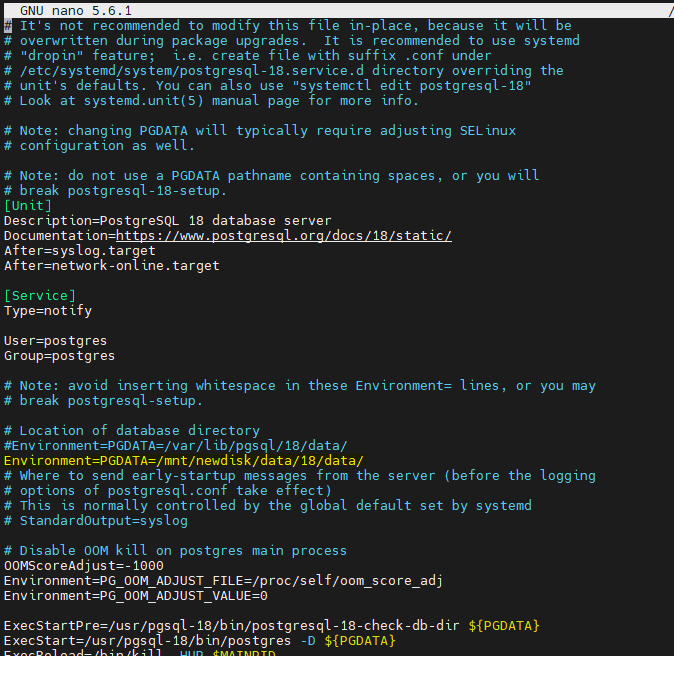 GNU nano 5.6.1 /
# It's not recommended to modify this file in-place, because it will be
# overwritten during package upgrades.  It is recommended to use systemd
# "dropin" feature;  i.e. create file with suffix .conf under
# /etc/systemd/system/postgresql-18.service.d directory overriding the
# unit's defaults. You can also use "systemctl edit postgresql-18"
# Look at systemd.unit(5) manual page for more info.

# Note: changing PGDATA will typically require adjusting SELinux
# configuration as well.

# Note: do not use a PGDATA pathname containing spaces, or you will
# break postgresql-18-setup.
[Unit]
Description=PostgreSQL 18 database server
Documentation=https://www.postgresql.org/docs/18/static/
After=syslog.target
After=network-online.target

[Service]
Type=notify

User=postgres
Group=postgres

# Note: avoid inserting whitespace in these Environment= lines, or you may
# break postgresql-setup.

# Location of database directory
#Environment=PGDATA=/var/lib/pgsql/18/data/
Environment=PGDATA=/mnt/newdisk/data/18/data/
# Where to send early-startup messages from the server (before the logging
# options of postgresql.conf take effect)
# This is normally controlled by the global default set by systemd
# StandardOutput=syslog

# Disable OOM kill on postgres main process
OOMScoreAdjust=-1000
Environment=PG_OOM_ADJUST_FILE=/proc/self/oom_score_adj
Environment=PG_OOM_ADJUST_VALUE=0

ExecStartPre=/usr/pgsql-18/bin/postgresql-18-check-db-dir ${PGDATA}
ExecStart=/usr/pgsql-18/bin/postgres -D ${PGDATA}
ExecReload=/bin/kill -HUP $MAINPID